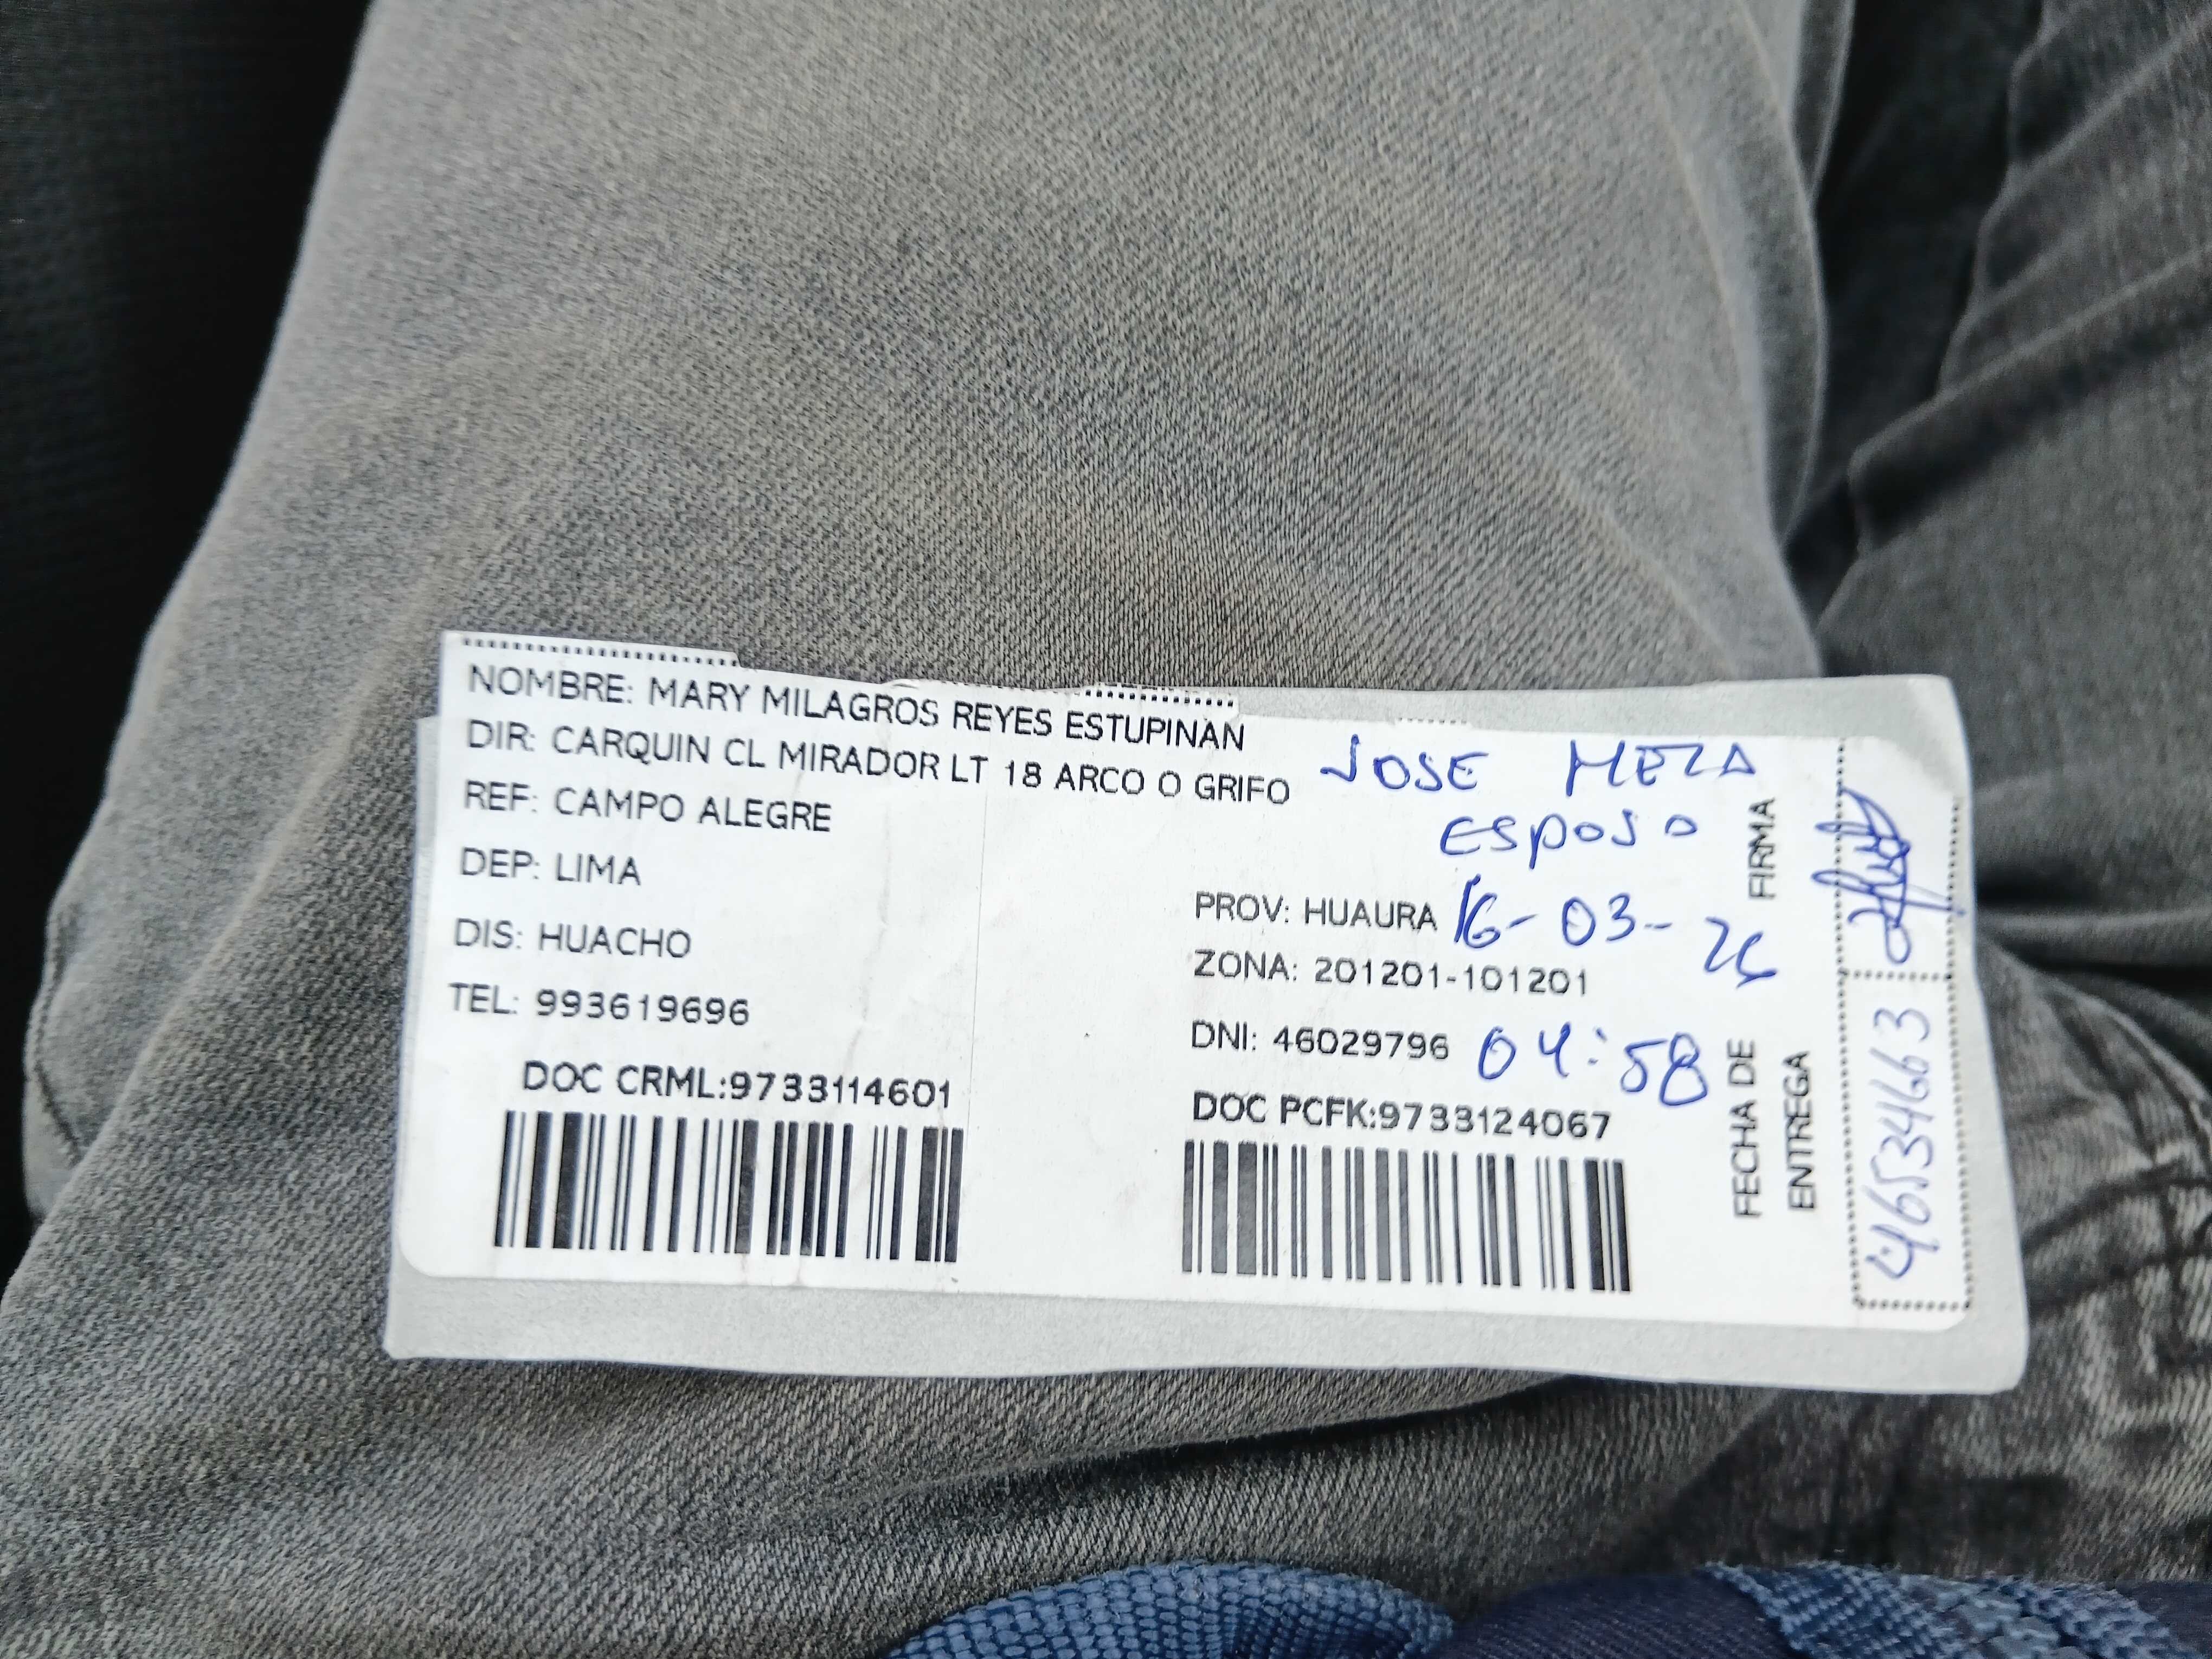 NOMBRE: MARY MILAGROS REYES ESTUPINAN
DIR: CARQUIN CL MIRADOR LT 18 ARCO O GRIFO
JOSE MEZA
REF: CAMPO ALEGRE
ESPOSO
DEP: LIMA
PROV: HUAURA
16-03-26
DIS: HUACHO
ZONA: 201201-101201
TEL: 993619696
DNI: 46029796
04:58
DOC CRML:9733114601
DOC PCFK:9733124067
FIRMA
FECHA DE
ENTREGA
46534663